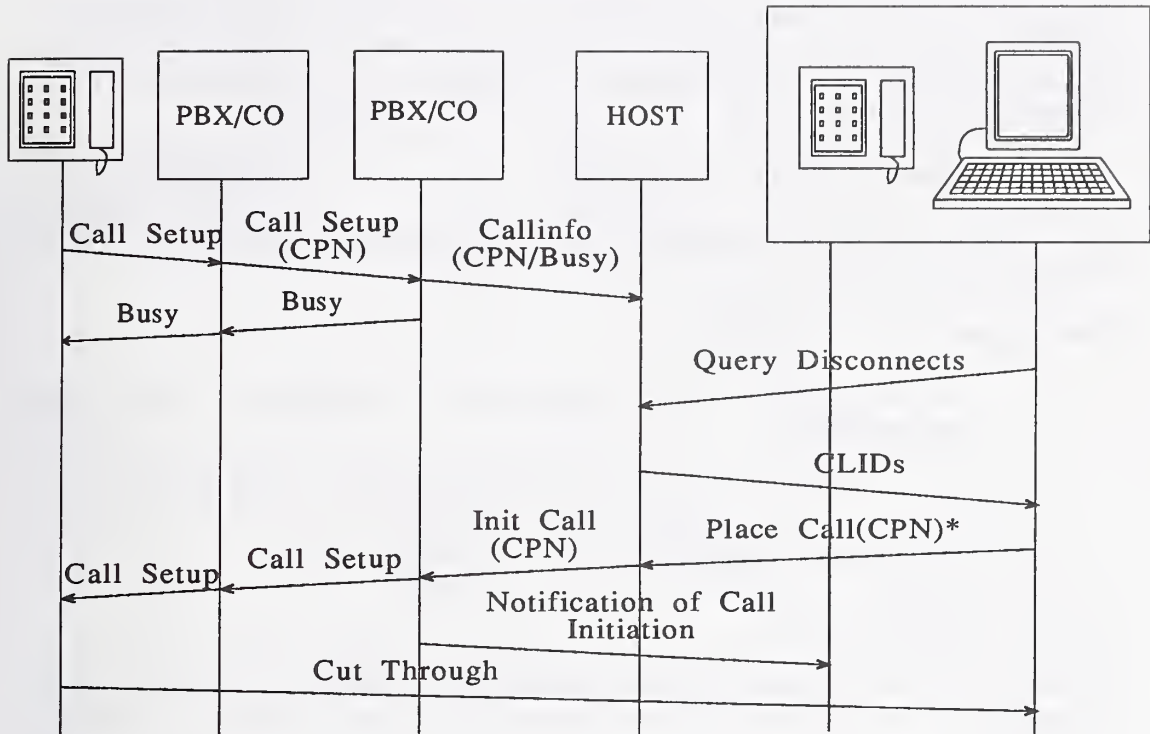 PBX/CO
PBX/CO
HOST
Call Setup
Call Setup
(CPN)
Callinfo
(CPN/Busy)
Busy
Busy
Query Disconnects
CLIDs
Place Call(CPN)*
Init Call
(CPN)
Call Setup
Call Setup
Notification of Call
Initiation
Cut Through